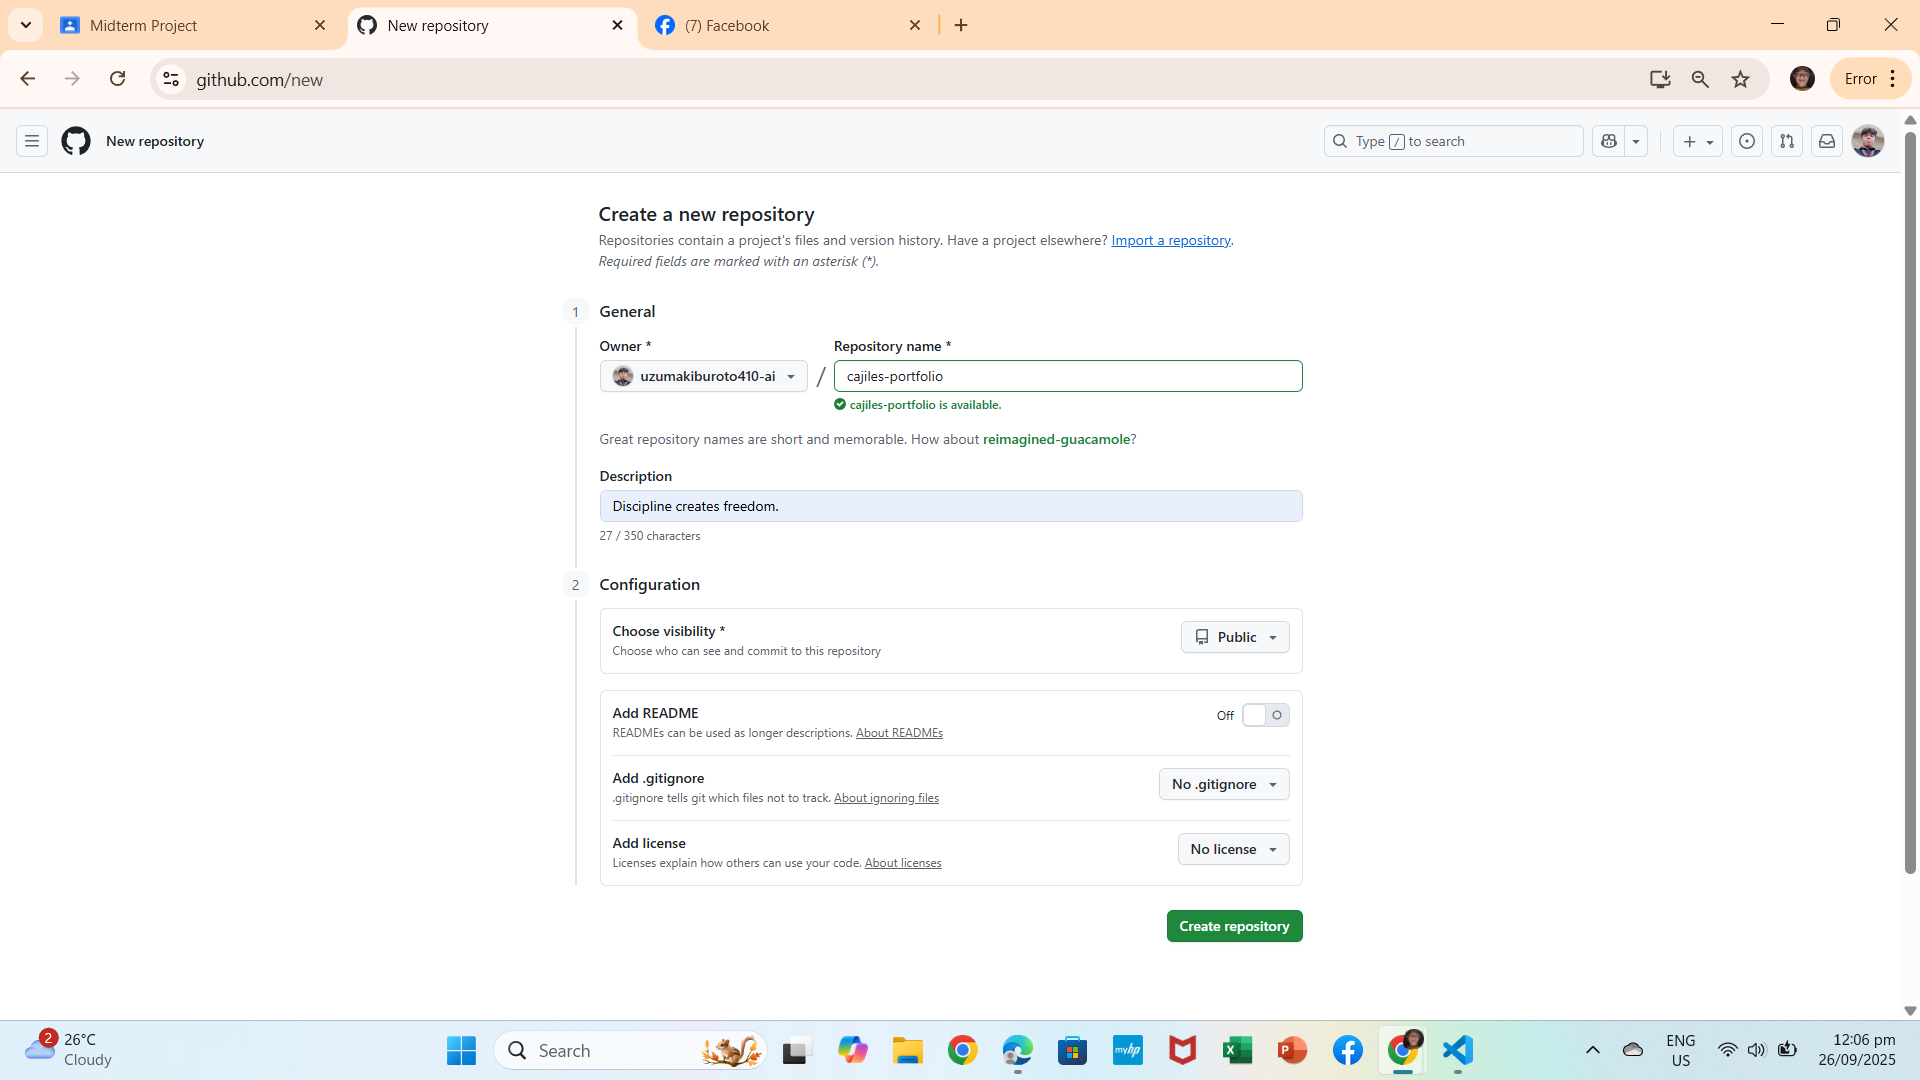 Midterm Project
New repository
(7) Facebook
github.com/new
Error
New repository
Type / to search
Create a new repository
Repositories contain a project's files and version history. Have a project elsewhere? Import a repository.
Required fields are marked with an asterisk (*).
1 General
Owner * Repository name *
uzumakiburoto410-ai / cajiles-portfolio
cajiles-portfolio is available.
Great repository names are short and memorable. How about reimagined-guacamole?
Description
Discipline creates freedom.
27 / 350 characters
2 Configuration
Choose visibility * Public
Choose who can see and commit to this repository
Add README Off
READMEs can be used as longer descriptions. About READMEs
Add .gitignore No .gitignore
.gitignore tells git which files not to track. About ignoring files
Add license No license
Licenses explain how others can use your code. About licenses
Create repository
2 26°C
Cloudy
Search
myhp
ENG
US
12:06 pm
26/09/2025